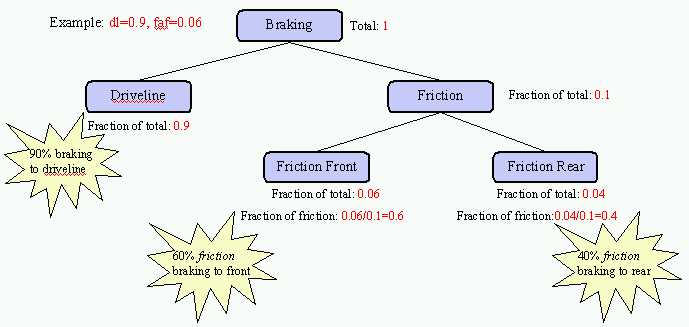 Example: dl=0.9, faf=0.06
Braking
Total: 1
Driveline
Friction
Fraction of total: 0.1
Fraction of total: 0.9
90% braking
to driveline
Friction Front
Friction Rear
Fraction of total: 0.06
Fraction of total: 0.04
Fraction of friction: 0.06/0.1=0.6
Fraction of friction:0.04/0.1=0.4
60% friction
braking to front
40% friction
braking to rear